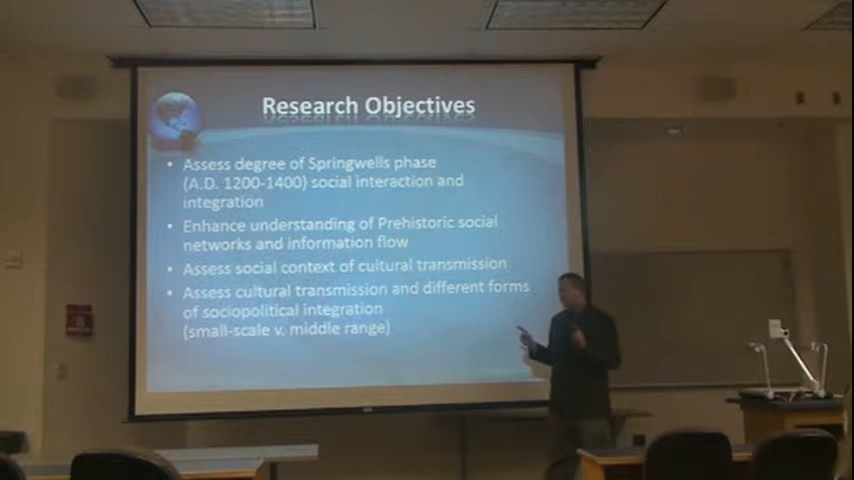 Research Objectives
• Assess degree of Springwells phase
(A.D. 1200-1400) social interaction and
integration
• Enhance understanding of Prehistoric social
networks and information flow
• Assess social context of cultural transmission
• Assess cultural transmission and different forms
of sociopolitical integration
(small-scale v. middle range)